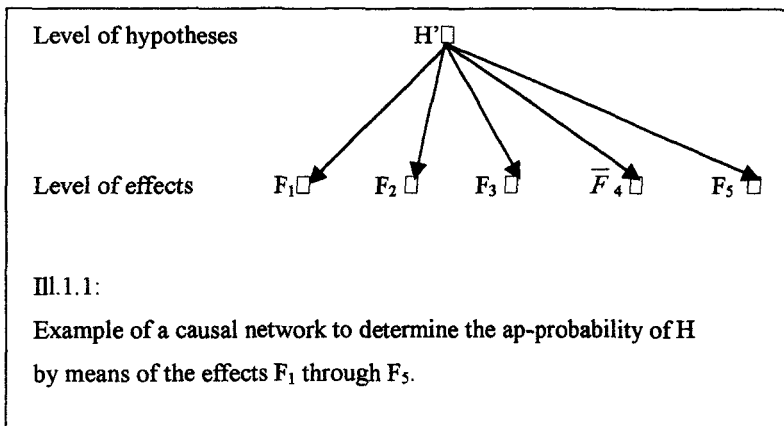 Level of hypotheses H'□
Level of effects F₁□ F₂ □ F₃ □ F̅ ₄ □ F₅ □
Ill.1.1:
Example of a causal network to determine the ap-probability of H
by means of the effects F₁ through F₅.